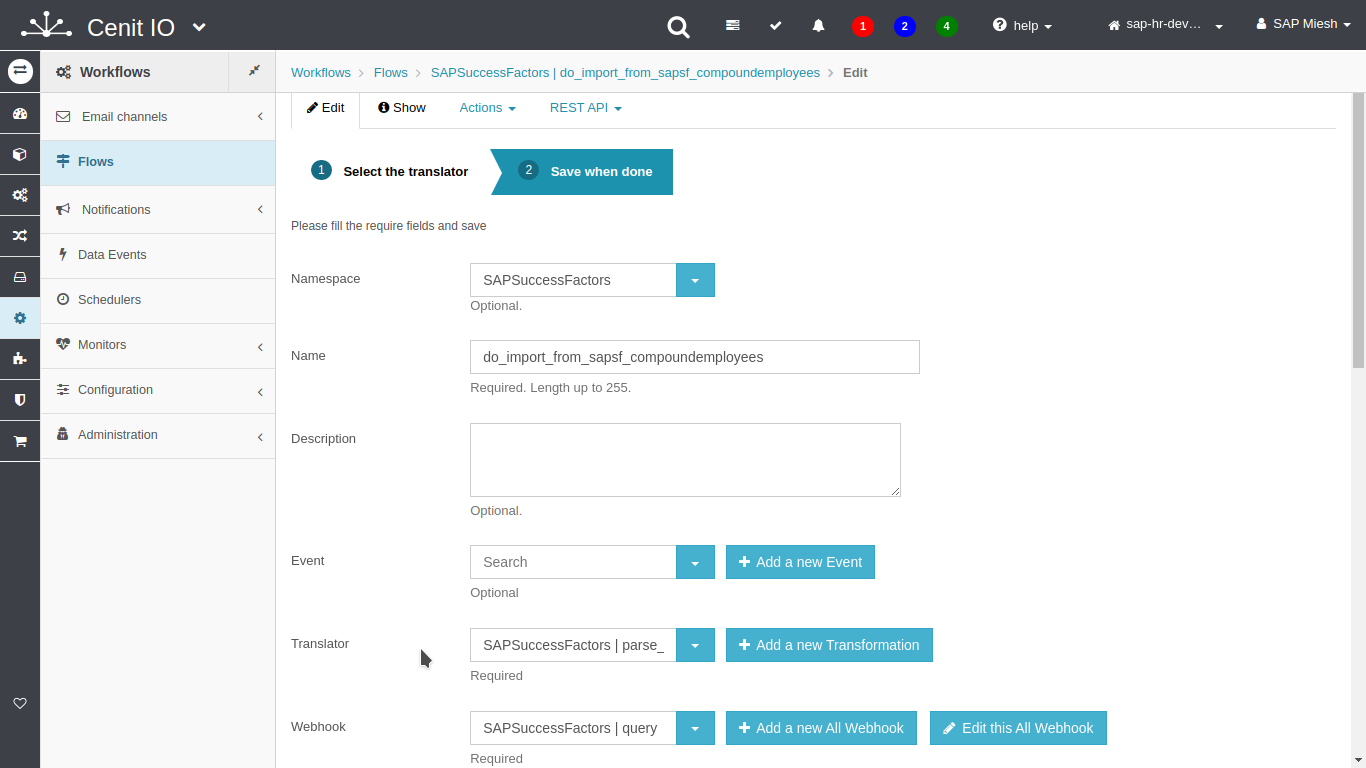 Cenit IO
1 2 4 help sap-hr-dev… SAP Miesh
Workflows
Workflows Flows SAPSuccessFactors | do_import_from_sapsf_compoundemployees Edit
Email channels
Flows
Notifications
Data Events
Schedulers
Monitors
Configuration
Administration
Edit Show Actions REST API
1 Select the translator 2 Save when done
Please fill the require fields and save
Namespace SAPSuccessFactors
Optional.
Name do_import_from_sapsf_compoundemployees
Required. Length up to 255.
Description
Optional.
Event Search Add a new Event
Optional
Translator SAPSuccessFactors | parse_ Add a new Transformation
Required
Webhook SAPSuccessFactors | query Add a new All Webhook Edit this All Webhook
Required